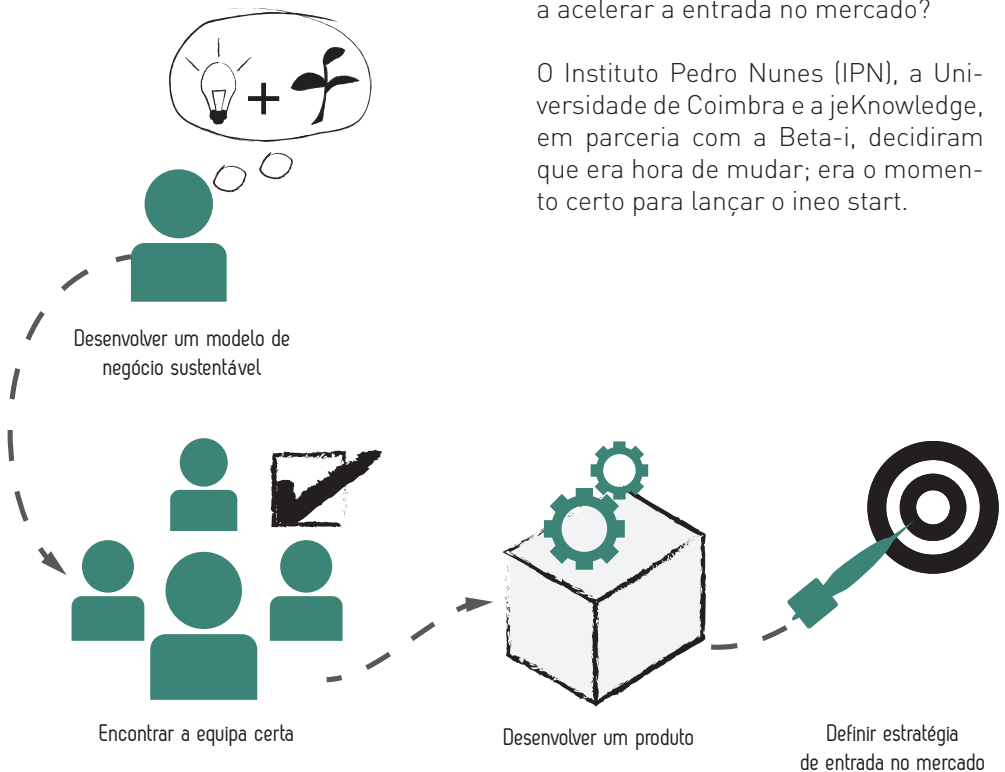 a acelerar a entrada no mercado?
O Instituto Pedro Nunes (IPN), a Uni-
versidade de Coimbra e a jeKnowledge,
em parceria com a Beta-i, decidiram
que era hora de mudar; era o momen-
to certo para lançar o ineo start.
Desenvolver um modelo de
negócio sustentável
Encontrar a equipa certa
Desenvolver um produto
Definir estratégia
de entrada no mercado